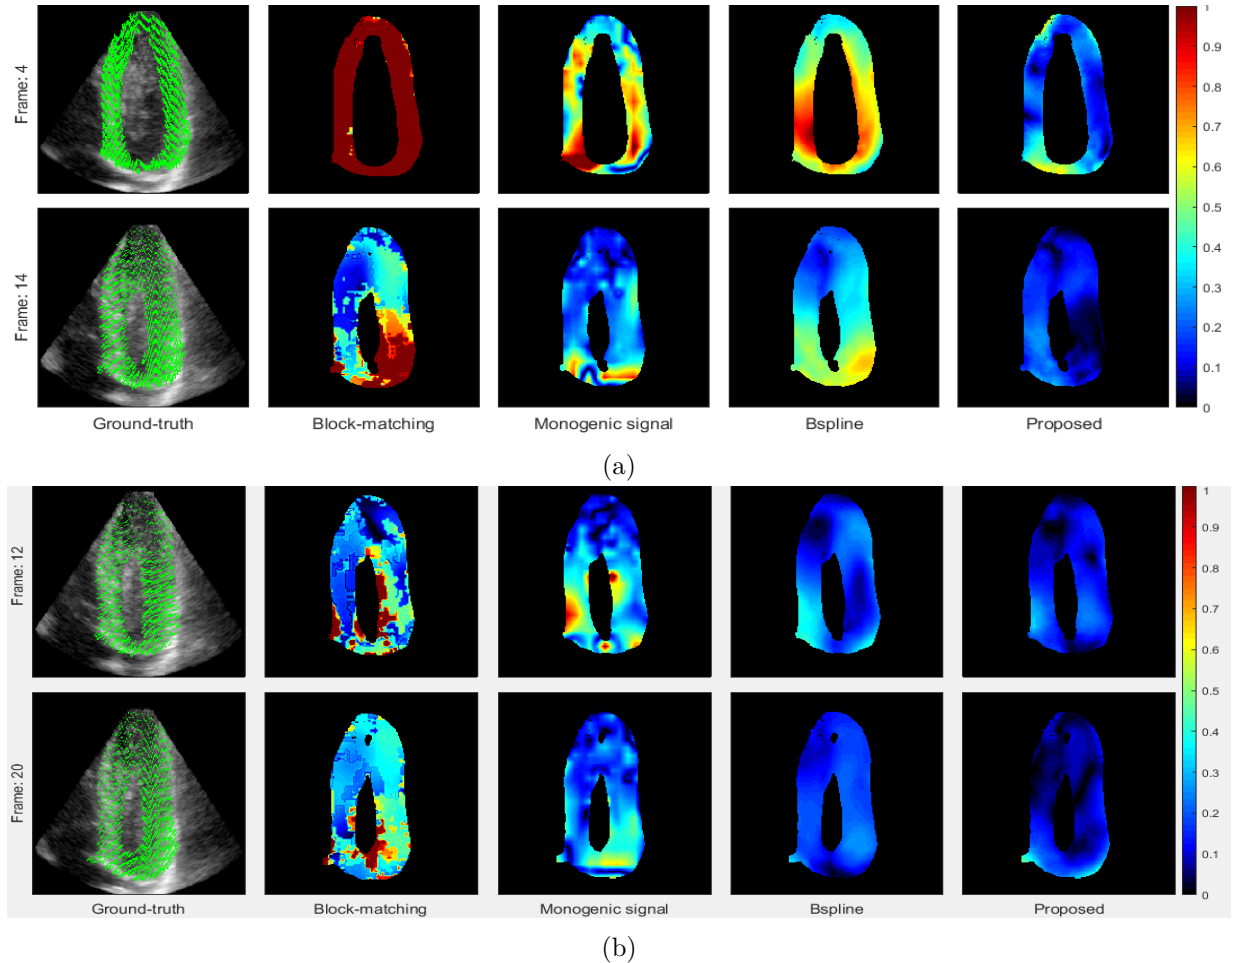 Frame: 4
1
0.9
0.8
0.7
0.6
0.5
0.4
0.3
0.2
0.1
0
Frame: 14
Ground-truth Block-matching Monogenic signal Bspline Proposed
(a)
Frame: 12
1
0.9
0.8
0.7
0.6
0.5
0.4
0.3
0.2
0.1
0
Frame: 20
Ground-truth Block-matching Monogenic signal Bspline Proposed
(b)